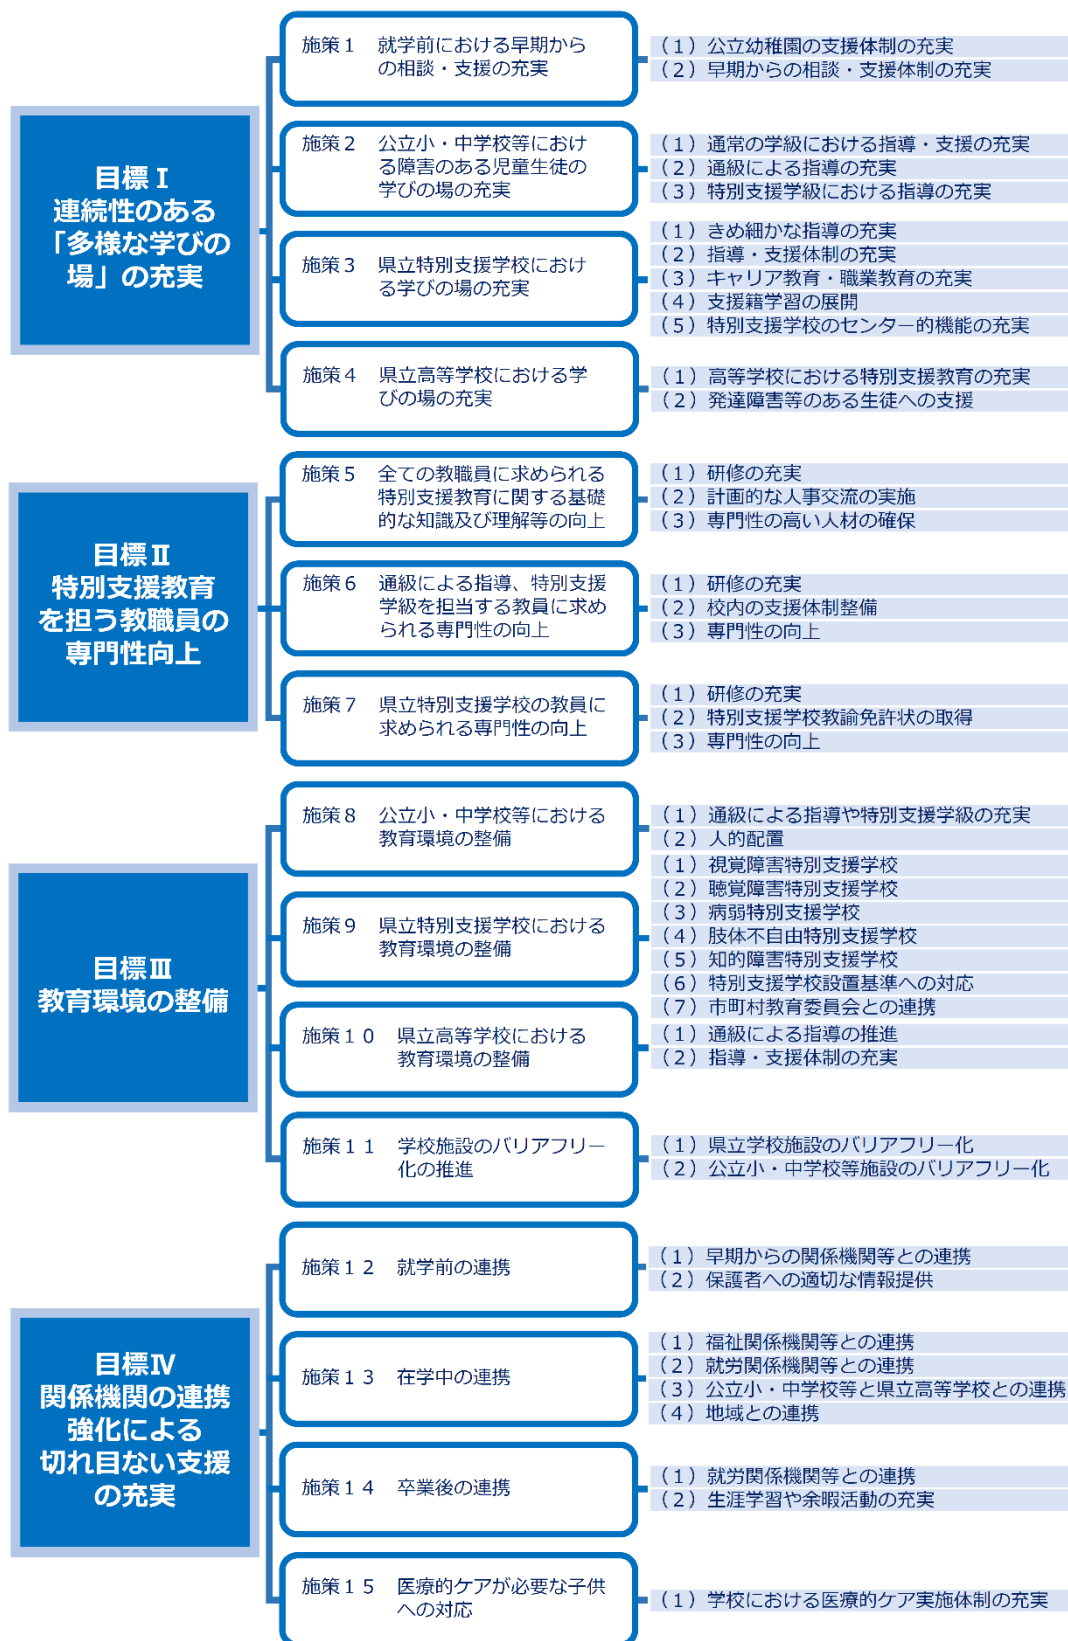 目標Ⅰ
連続性のある
「多様な学びの
場」の充実
施策１　就学前における早期から
の相談・支援の充実
（１）公立幼稚園の支援体制の充実
（２）早期からの相談・支援体制の充実
施策２　公立小・中学校等におけ
る障害のある児童生徒の
学びの場の充実
（１）通常の学級における指導・支援の充実
（２）通級による指導の充実
（３）特別支援学級における指導の充実
施策３　県立特別支援学校におけ
る学びの場の充実
（１）きめ細かな指導の充実
（２）指導・支援体制の充実
（３）キャリア教育・職業教育の充実
（４）支援籍学習の展開
（５）特別支援学校のセンター的機能の充実
施策４　県立高等学校における学
びの場の充実
（１）高等学校における特別支援教育の充実
（２）発達障害等のある生徒への支援
目標Ⅱ
特別支援教育
を担う教職員の
専門性向上
施策５　全ての教職員に求められる
特別支援教育に関する基礎
的な知識及び理解等の向上
（１）研修の充実
（２）計画的な人事交流の実施
（３）専門性の高い人材の確保
施策６　通級による指導、特別支援
学級を担当する教員に求め
られる専門性の向上
（１）研修の充実
（２）校内の支援体制整備
（３）専門性の向上
施策７　県立特別支援学校の教員に
求められる専門性の向上
（１）研修の充実
（２）特別支援学校教諭免許状の取得
（３）専門性の向上
目標Ⅲ
教育環境の整備
施策８　公立小・中学校等における
教育環境の整備
（１）通級による指導や特別支援学級の充実
（２）人的配置
施策９　県立特別支援学校における
教育環境の整備
（１）視覚障害特別支援学校
（２）聴覚障害特別支援学校
（３）病弱特別支援学校
（４）肢体不自由特別支援学校
（５）知的障害特別支援学校
（６）特別支援学校設置基準への対応
（７）市町村教育委員会との連携
施策１０　県立高等学校における
教育環境の整備
（１）通級による指導の推進
（２）指導・支援体制の充実
施策１１　学校施設のバリアフリー
化の推進
（１）県立学校施設のバリアフリー化
（２）公立小・中学校等施設のバリアフリー化
目標Ⅳ
関係機関の連携
強化による
切れ目ない支援
の充実
施策１２　就学前の連携
（１）早期からの関係機関等との連携
（２）保護者への適切な情報提供
施策１３　在学中の連携
（１）福祉関係機関等との連携
（２）就労関係機関等との連携
（３）公立小・中学校等と県立高等学校との連携
（４）地域との連携
施策１４　卒業後の連携
（１）就労関係機関等との連携
（２）生涯学習や余暇活動の充実
施策１５　医療的ケアが必要な子供
への対応
（１）学校における医療的ケア実施体制の充実